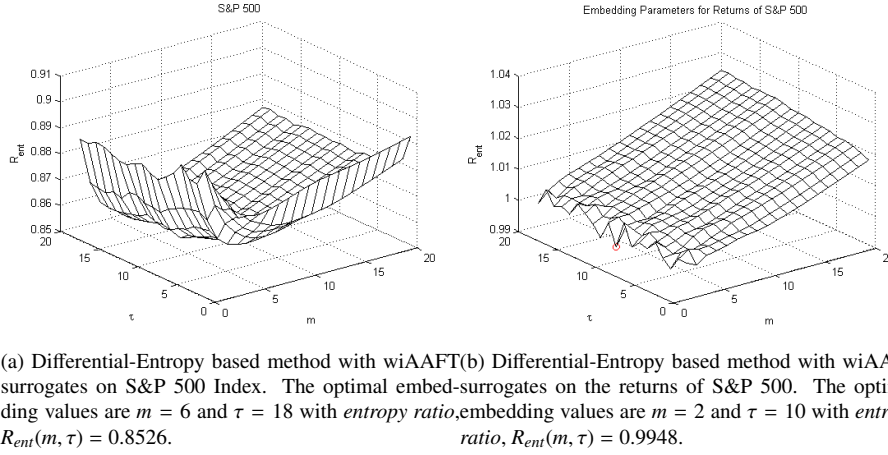 S&P 500
0.91
0.9
0.89
0.88
0.87
0.86
0.85
R_ent
20
15
10
5
0
τ
0
5
10
15
20
m
Embedding Parameters for Returns of S&P 500
1.04
1.03
1.02
1.01
1
0.99
R_ent
20
15
10
5
0
τ
0
5
10
15
2
m
(a) Differential-Entropy based method with wiAAFT
surrogates on S&P 500 Index. The optimal embed-
ding values are m = 6 and τ = 18 with entropy ratio,
R_ent(m, τ) = 0.8526.
(b) Differential-Entropy based method with wiAA
surrogates on the returns of S&P 500. The opti
embedding values are m = 2 and τ = 10 with entr
ratio, R_ent(m, τ) = 0.9948.